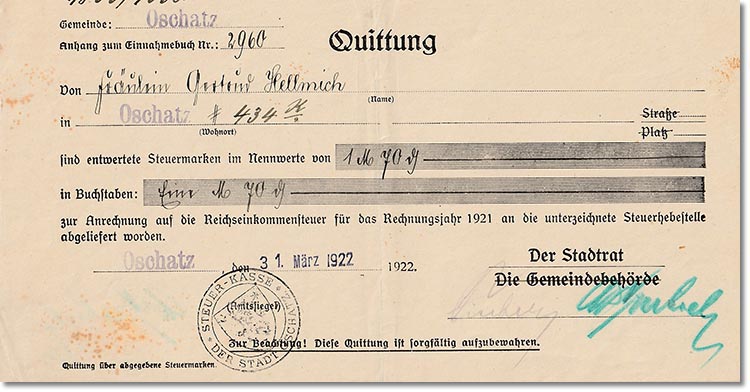 Gemeinde: Oschatz
Anhang zum Einnahmebuch Nr.: 2960
Quittung
Von Fräulein Gertrud Hellmich
(Name)
in Oschatz # 434 Straße
(Wohnort) Platz
sind entwertete Steuermarken im Nennwerte von 1 M 70 ₰
in Buchstaben: Eine M 70 ₰
zur Anrechnung auf die Reichseinkommensteuer für das Rechnungsjahr 1921 an die unterzeichnete Steuerhebestelle
abgeliefert worden.
Oschatz den 31. März 1922 1922.
Der Stadtrat
Die Gemeindebehörde
(Amtssiegel)
STEUER-KASSE DER STADT OSCHATZ
Zur Beachtung! Diese Quittung ist sorgfältig aufzubewahren.
Quittung über abgegebene Steuermarken.